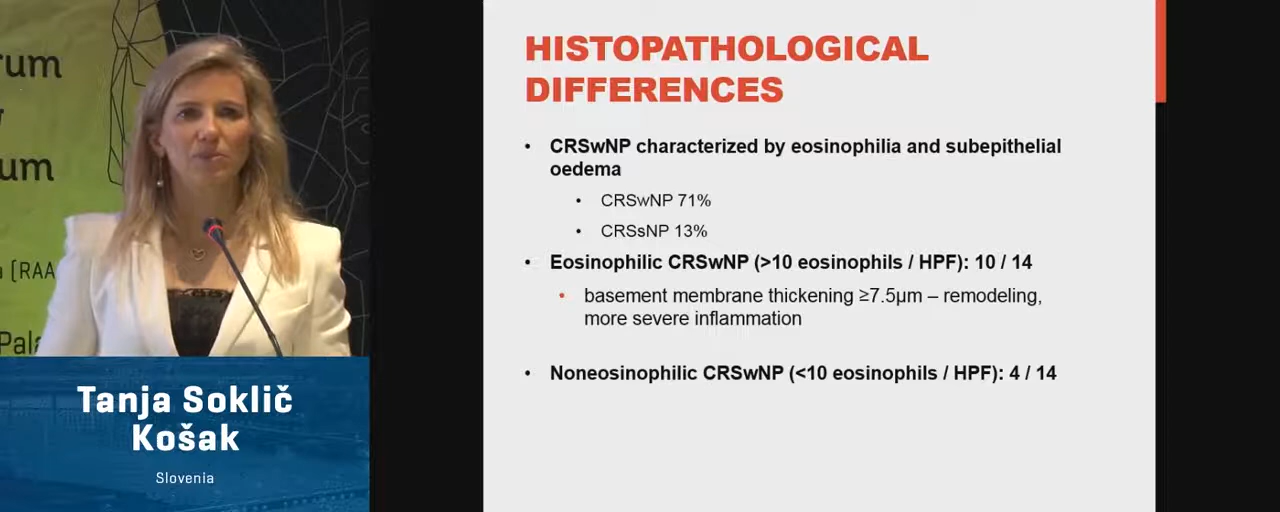 rum
um
n (RAA
Pala
Tanja Soklič
Košak
Slovenia
HISTOPATHOLOGICAL
DIFFERENCES
• CRSwNP characterized by eosinophilia and subepithelial
oedema
• CRSwNP 71%
• CRSsNP 13%
• Eosinophilic CRSwNP (>10 eosinophils / HPF): 10 / 14
• basement membrane thickening ≥7.5μm – remodeling,
more severe inflammation
• Noneosinophilic CRSwNP (<10 eosinophils / HPF): 4 / 14